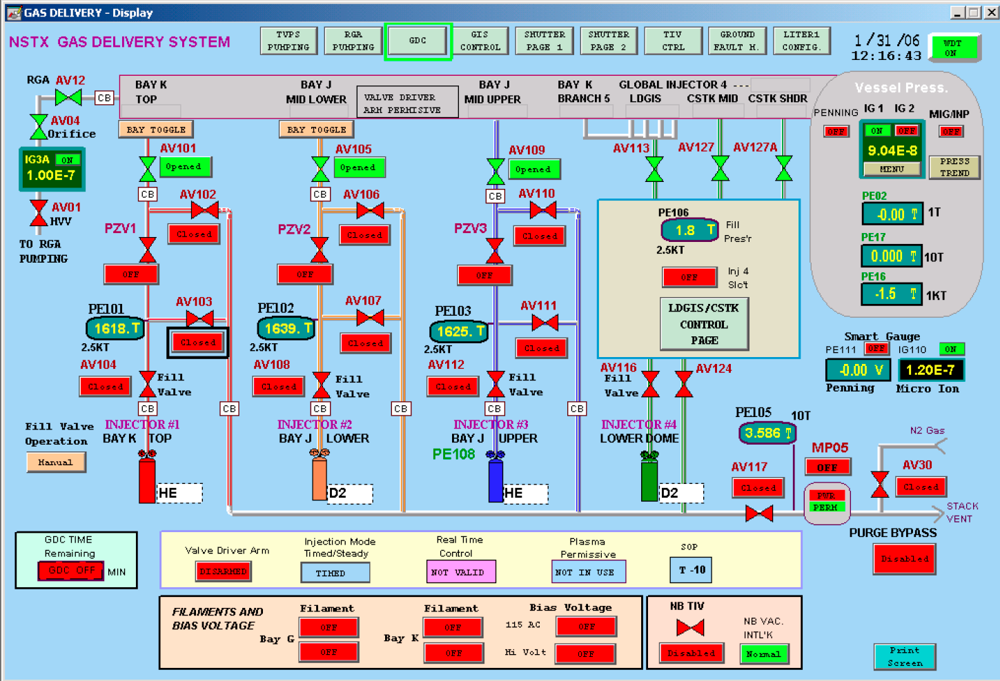 GAS DELIVERY - Display
NSTX GAS DELIVERY SYSTEM
TVPS PUMPING
RGA PUMPING
GDC
GIS CONTROL
SHUTTER PAGE 1
SHUTTER PAGE 2
TIV CTRL
GROUND FAULT M.
LITER1 CONFIG.
1 / 31 /06
12:16:43
WDT ON
RGA AV12
CB
BAY K TOP
BAY J MID LOWER
VALVE DRIVER ARM PERMISIVE
BAY J MID UPPER
BAY K BRANCH 5
GLOBAL INJECTOR 4 ---
LDGIS
CSTK MID
CSTK SHDR
Vessel Press.
PENNING
OFF
IG 1 IG 2
ON OFF
9.04E-8
MENU
MIG/INP
OFF
PRESS TREND
AV04
Orifice
IG3A ON
1.00E-7
AV01
HVV
TO RGA PUMPING
BAY TOGGLE
BAY TOGGLE
AV101
Opened
AV105
Opened
AV109
Opened
AV113
AV127
AV127A
CB
CB
CB
AV102
Closed
AV106
Closed
AV110
Closed
PZV1
OFF
PZV2
OFF
PZV3
OFF
PE106
1.8 T
Fill Pres'r
2.5KT
OFF
Inj 4 Slc't
LDGIS/CSTK
CONTROL
PAGE
PE02
-0.00 T 1T
PE17
0.000 T 10T
PE16
-1.5 T 1KT
PE101
1618. T
2.5KT
AV103
Closed
PE102
1639. T
2.5KT
AV107
Closed
PE103
1625. T
2.5KT
AV111
Closed
Smart Gauge
PE111 OFF IG110 ON
-0.00 V 1.20E-7
Penning Micro Ion
AV104
Closed
Fill Valve
AV108
Closed
Fill Valve
AV112
Closed
Fill Valve
AV116
Fill Valve
AV124
CB
CB
CB
CB
CB
CB
Fill Valve Operation
Manual
INJECTOR #1
BAY K TOP
HE
INJECTOR #2
BAY J LOWER
D2
INJECTOR #3
BAY J UPPER
PE108
HE
INJECTOR #4
LOWER DOME
D2
PE105 10T
3.586 T
AV117
Closed
MP05
OFF
PWR
PERM
N2 Gas
AV30
Closed
STACK VENT
PURGE BYPASS
Disabled
GDC TIME
Remaining
GDC OFF MIN
Valve Driver Arm
DISARMED
Injection Mode
Timed/Steady
TIMED
Real Time
Control
NOT VALID
Plasma
Permissive
NOT IN USE
SOP
T -10
FILAMENTS AND
BIAS VOLTAGE
Filament
Bay G
OFF
OFF
Filament
Bay K
OFF
OFF
Bias Voltage
115 AC OFF
Hi Volt OFF
NB TIV
Disabled
NB VAC.
INTL'K
Normal
Print
Screen